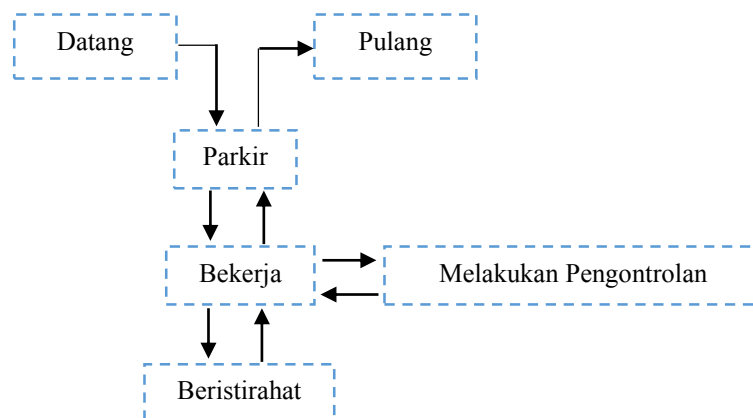 Datang
Pulang
Parkir
Bekerja
Melakukan Pengontrolan
Beristirahat